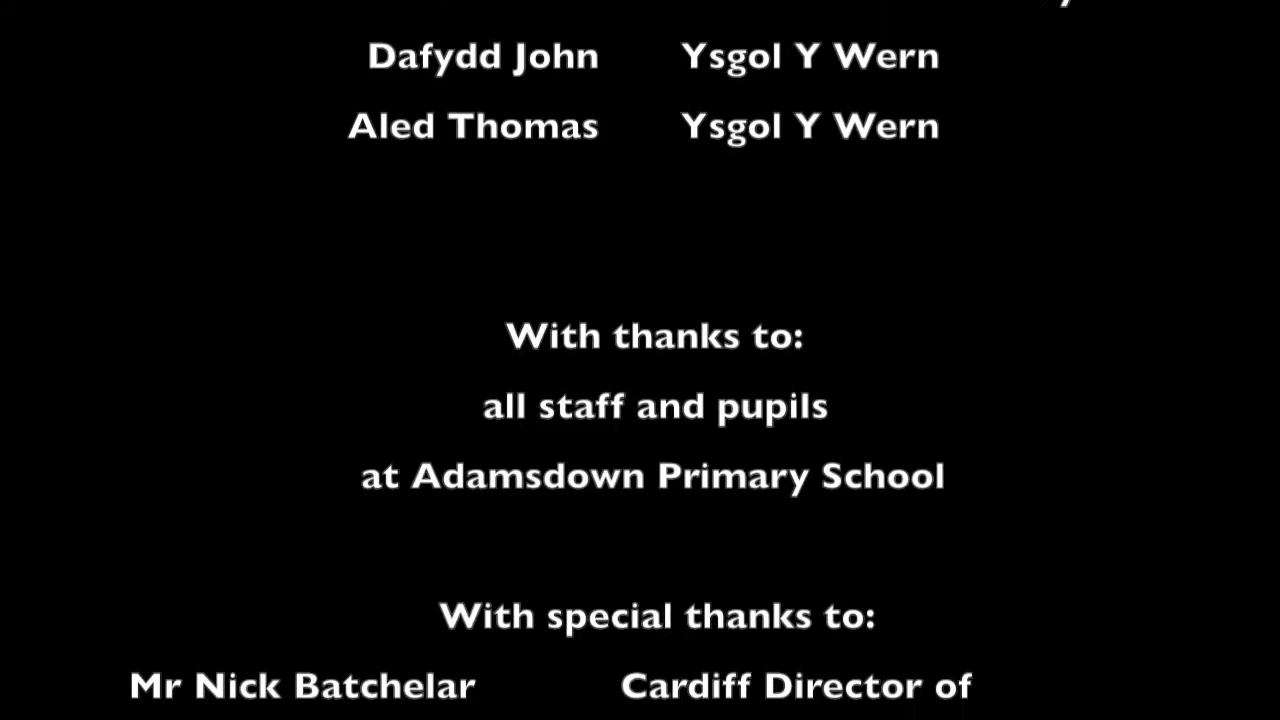 Dafydd John Ysgol Y Wern
Aled Thomas Ysgol Y Wern
With thanks to:
all staff and pupils
at Adamsdown Primary School
With special thanks to:
Mr Nick Batchelar Cardiff Director of